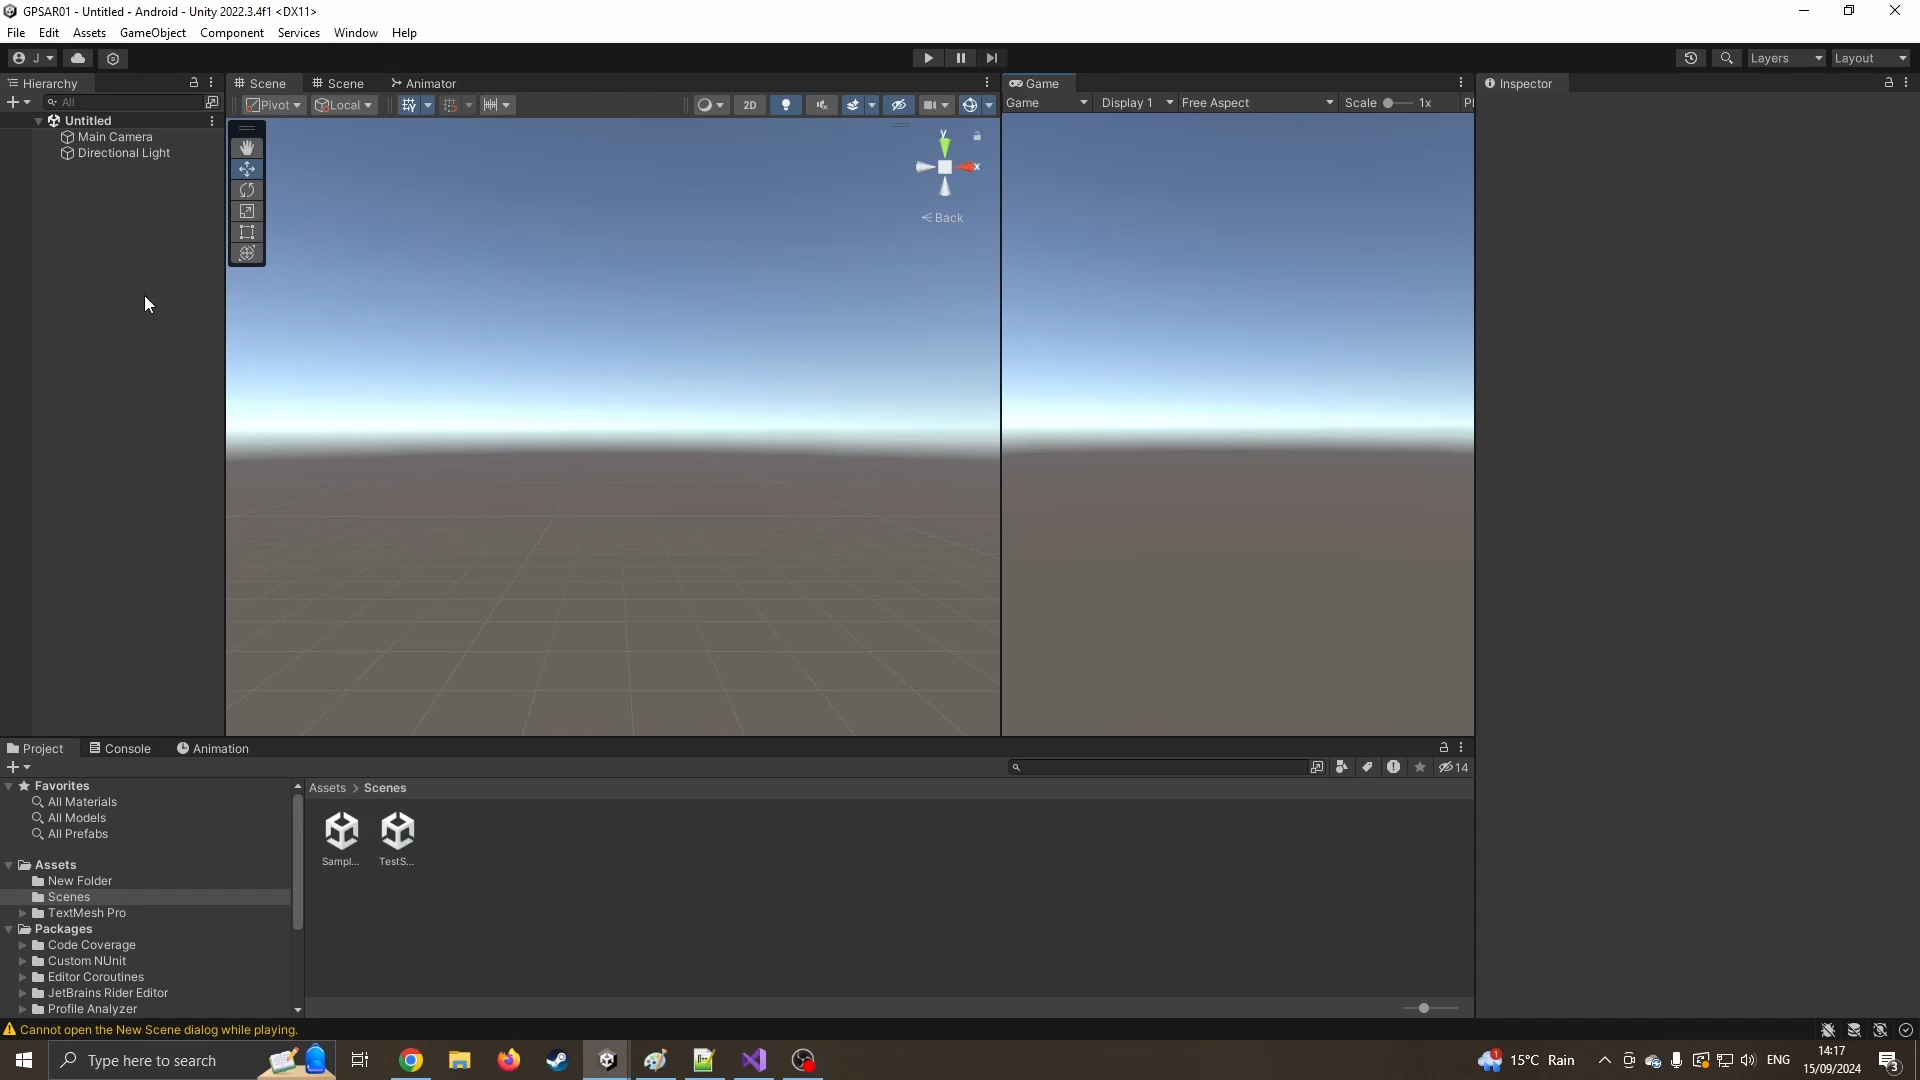 GPSAR01 - Untitled - Android - Unity 2022.3.4f1 <DX11>
File Edit Assets GameObject Component Services Window Help
J Layers Layout
Hierarchy Scene Scene Animator Game Inspector
All Pivot Local 2D Game Display 1 Free Aspect Scale 1x Pl
Untitled
Main Camera
Directional Light
y
x
Back
Project Console Animation
14
Favorites
Assets > Scenes
All Materials
All Models
All Prefabs
Sampl... TestS...
Assets
New Folder
Scenes
TextMesh Pro
Packages
Code Coverage
Custom NUnit
Editor Coroutines
JetBrains Rider Editor
Profile Analyzer
Cannot open the New Scene dialog while playing.
Type here to search
1 15°C Rain ENG 14:17 3
15/09/2024